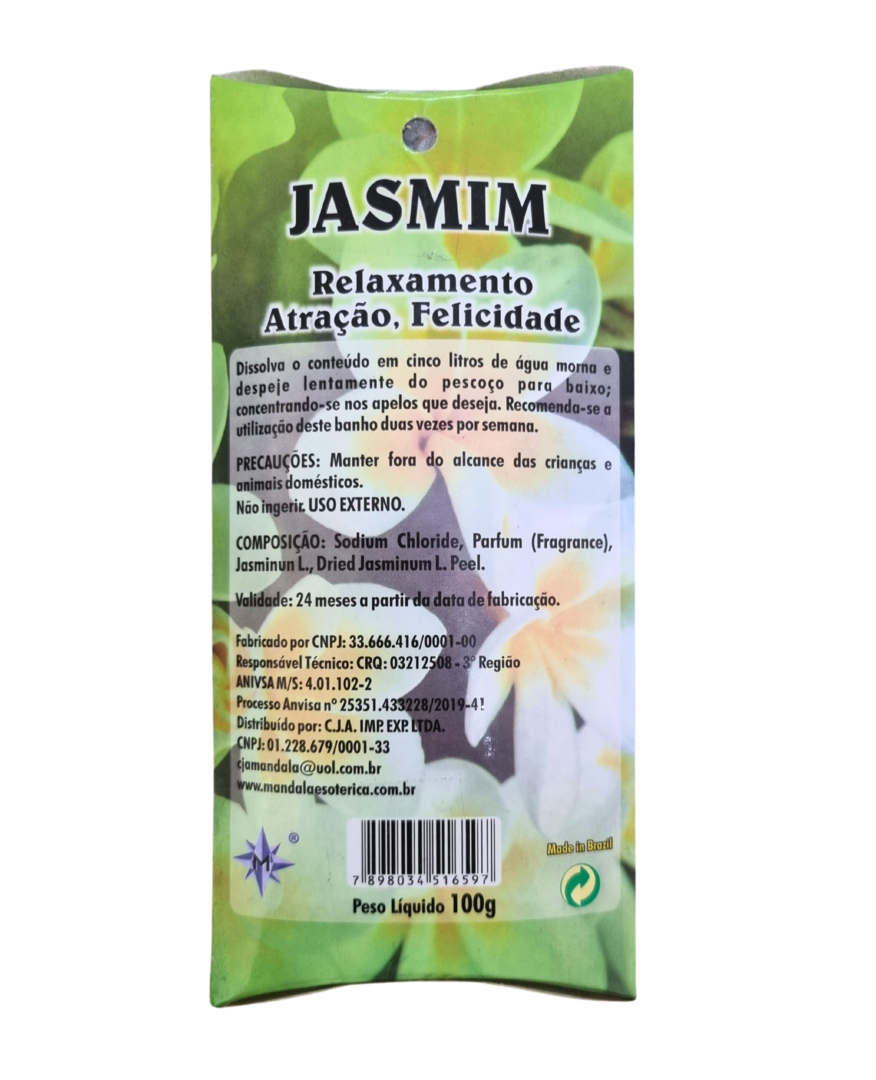 JASMIM
Relaxamento
Atração, Felicidade
Dissolva o conteúdo em cinco litros de água morna e
despeje lentamente do pescoço para baixo;
concentrando-se nos apelos que deseja. Recomenda-se a
utilização deste banho duas vezes por semana.
PRECAUÇÕES: Manter fora do alcance das crianças e
animais domésticos.
Não ingerir. USO EXTERNO.
COMPOSIÇÃO: Sodium Chloride, Parfum (Fragrance),
Jasminun L., Dried Jasminum L. Peel.
Validade: 24 meses a partir da data de fabricação.
Fabricado por CNPJ: 33.666.416/0001-00
Responsável Técnico: CRQ: 03212508 - 3ª Região
ANIVSA M/S: 4.01.102-2
Processo Anvisa nº 25351.433228/2019-41
Distribuído por: C.J.A. IMP. EXP. LTDA.
CNPJ: 01.228.679/0001-33
cjamandala@uol.com.br
www.mandalaesoterica.com.br
M ®
7 898034 516597
Made in Brazil
Peso Líquido 100g